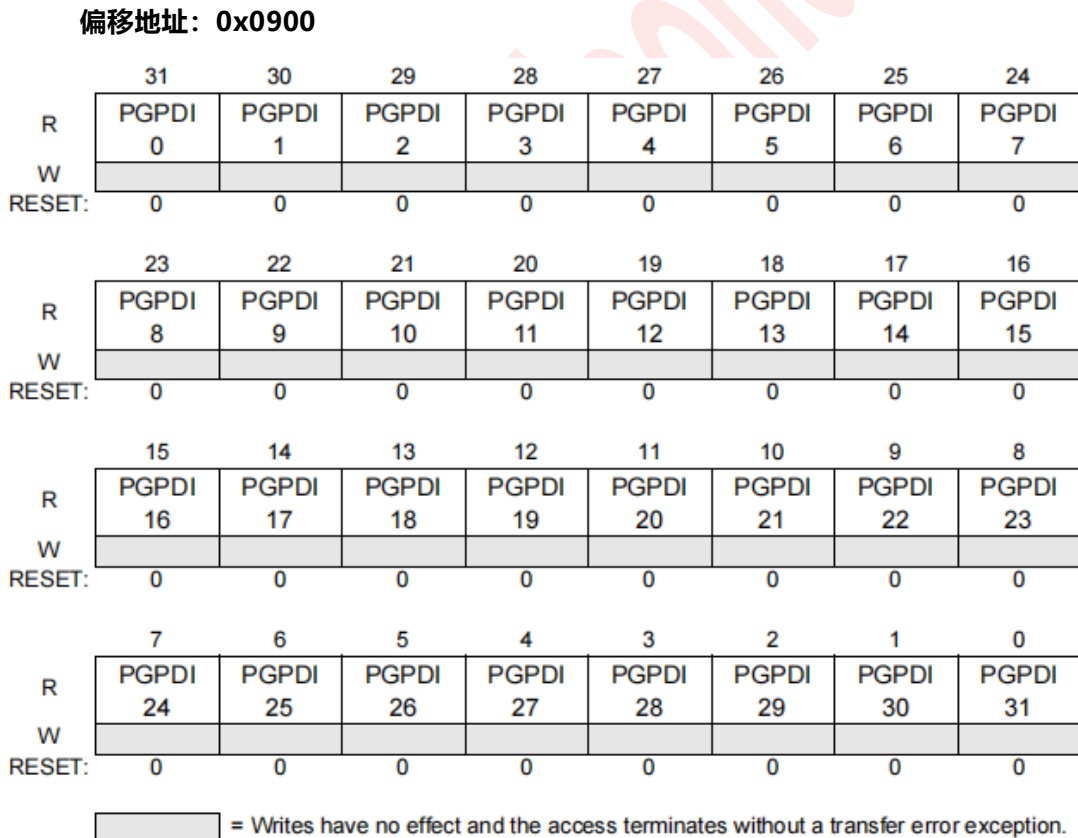 偏移地址：0x0900
31 30 29 28 27 26 25 24
R PGPDI 0 PGPDI 1 PGPDI 2 PGPDI 3 PGPDI 4 PGPDI 5 PGPDI 6 PGPDI 7
W
RESET: 0 0 0 0 0 0 0 0
23 22 21 20 19 18 17 16
R PGPDI 8 PGPDI 9 PGPDI 10 PGPDI 11 PGPDI 12 PGPDI 13 PGPDI 14 PGPDI 15
W
RESET: 0 0 0 0 0 0 0 0
15 14 13 12 11 10 9 8
R PGPDI 16 PGPDI 17 PGPDI 18 PGPDI 19 PGPDI 20 PGPDI 21 PGPDI 22 PGPDI 23
W
RESET: 0 0 0 0 0 0 0 0
7 6 5 4 3 2 1 0
R PGPDI 24 PGPDI 25 PGPDI 26 PGPDI 27 PGPDI 28 PGPDI 29 PGPDI 30 PGPDI 31
W
RESET: 0 0 0 0 0 0 0 0
= Writes have no effect and the access terminates without a transfer error exception.